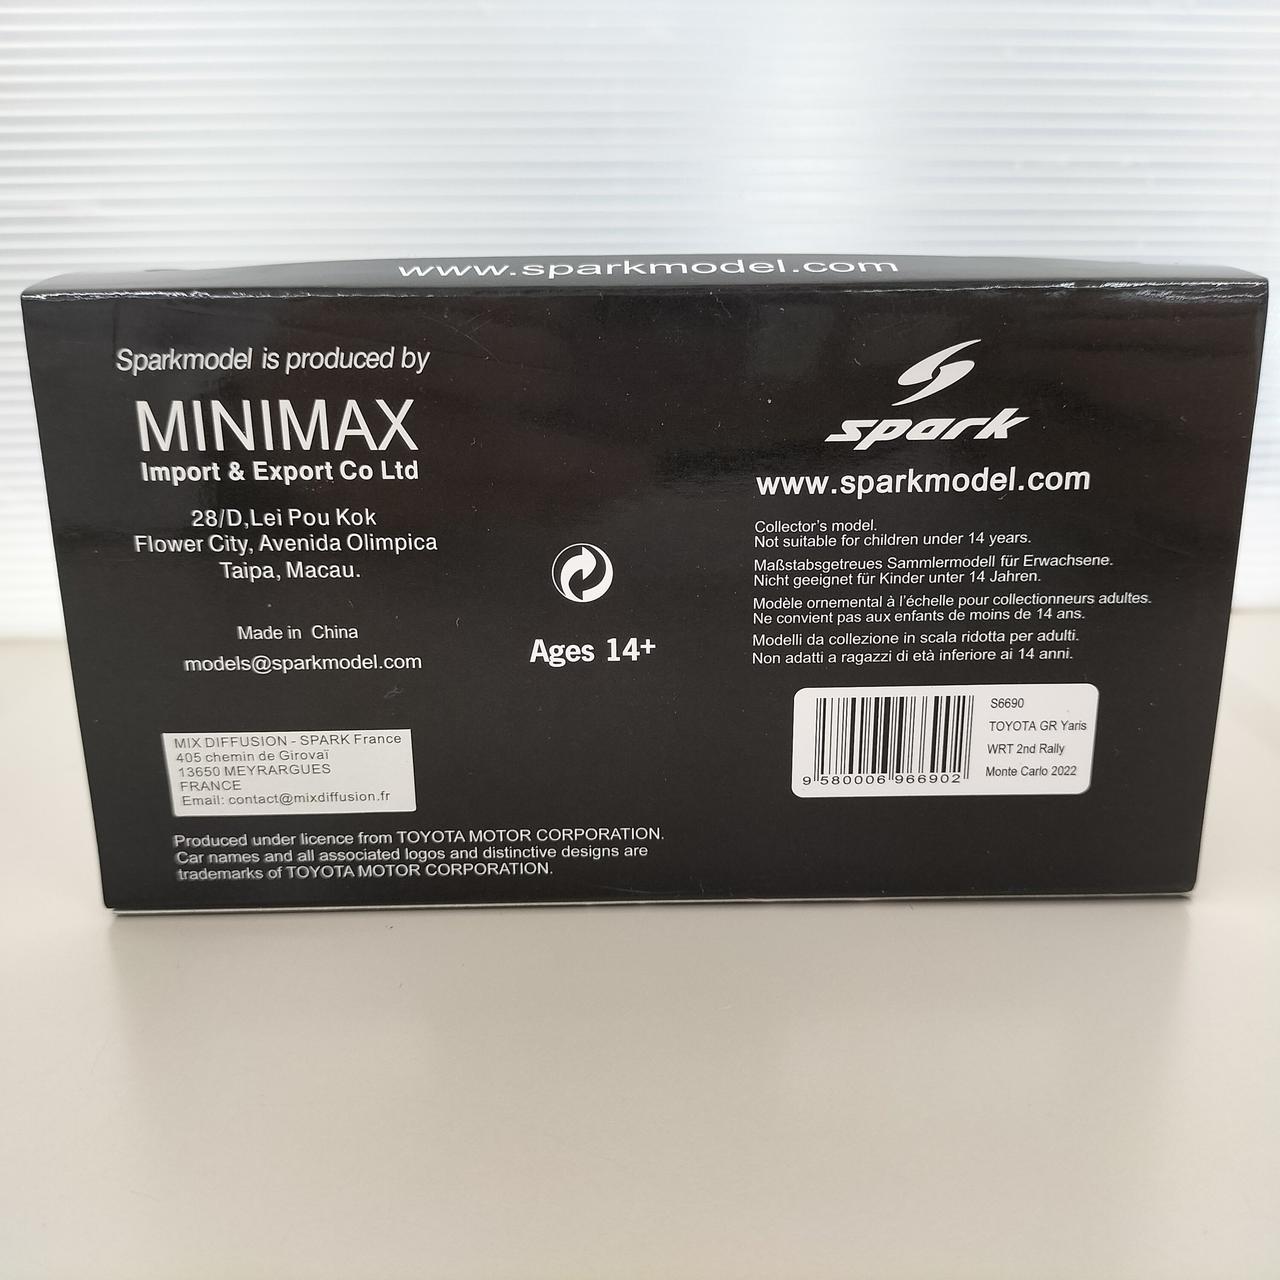 www.sparkmodel.com
Sparkmodel is produced by
MINIMAX
Import & Export Co Ltd
28/D,Lei Pou Kok
Flower City, Avenida Olimpica
Taipa, Macau.
Made in China
models@sparkmodel.com
MIX DIFFUSION - SPARK France
405 chemin de Girovaï
13650 MEYRARGUES
FRANCE
Email: contact@mixdiffusion.fr
Produced under licence from TOYOTA MOTOR CORPORATION.
Car names and all associated logos and distinctive designs are
trademarks of TOYOTA MOTOR CORPORATION.
Ages 14+
spark
www.sparkmodel.com
Collector's model.
Not suitable for children under 14 years.
Maßstabsgetreues Sammlermodell für Erwachsene.
Nicht geeignet für Kinder unter 14 Jahren.
Modèle ornemental à l'échelle pour collectionneurs adultes.
Ne convient pas aux enfants de moins de 14 ans.
Modelli da collezione in scala ridotta per adulti.
Non adatti a ragazzi di età inferiore ai 14 anni.
9 580006 966902
S6690
TOYOTA GR Yaris
WRT 2nd Rally
Monte Carlo 2022